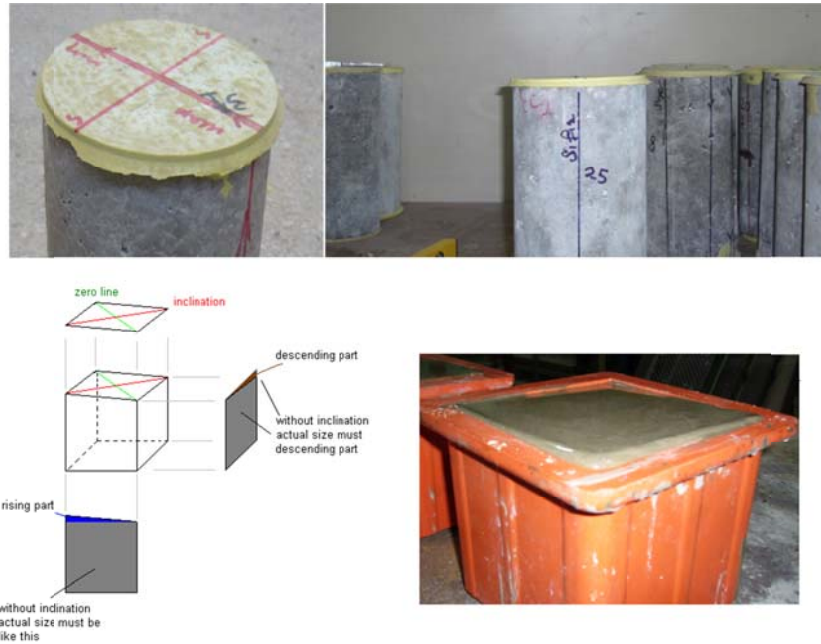 25
zero line
inclination
descending part
without inclination
actual size must
descending part
rising part
without inclination
actual size must be
like this